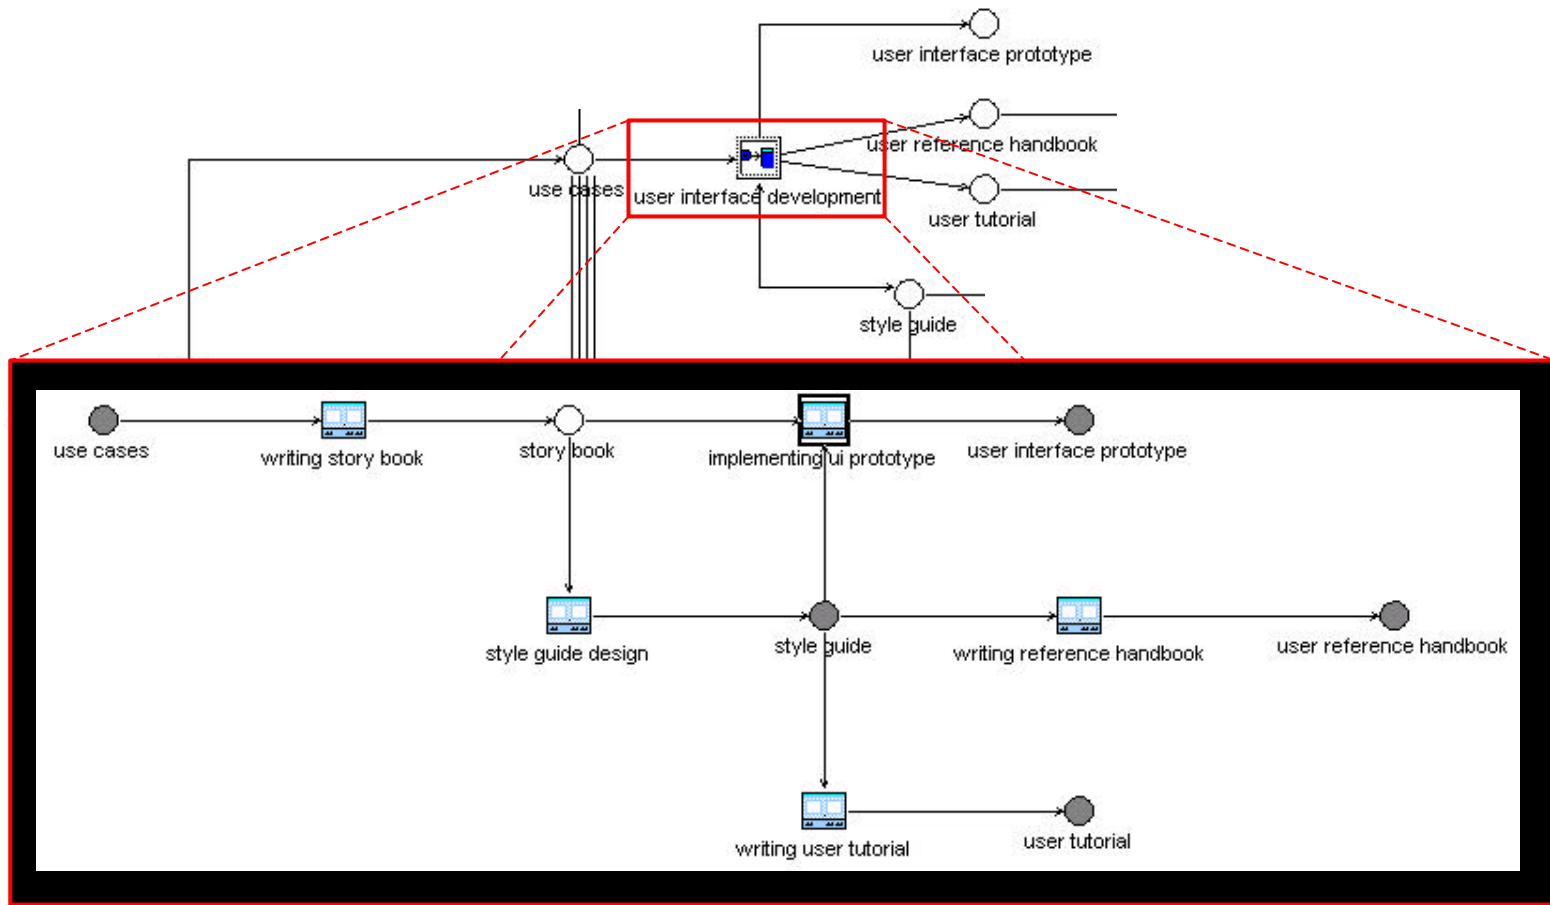 user interface prototype
user reference handbook
use cases
user interface development
user tutorial
style guide
use cases
writing story book
story book
implementing ui prototype
user interface prototype
style guide design
style guide
writing reference handbook
user reference handbook
writing user tutorial
user tutorial